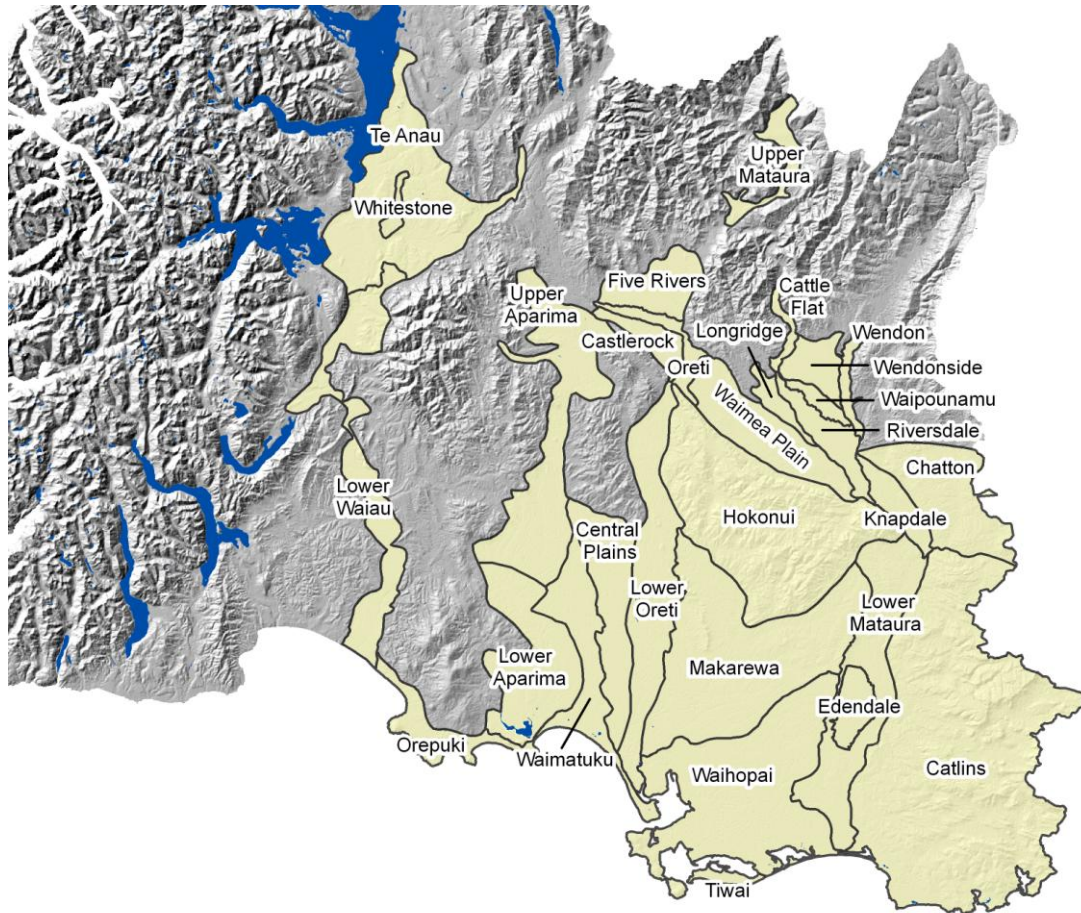 Te Anau
Upper
Mataura
Whitestone
Five Rivers
Cattle
Flat
Upper
Aparima
Longridge
Wendon
Castlerock
Oreti
Wendonside
Waipounamu
Waimea Plain
Riversdale
Chatton
Lower
Waiau
Hokonui
Knapdale
Central
Plains
Lower
Oreti
Lower
Mataura
Lower
Aparima
Makarewa
Edendale
Orepuki
Waimatuku
Waihopai
Catlins
Tiwai